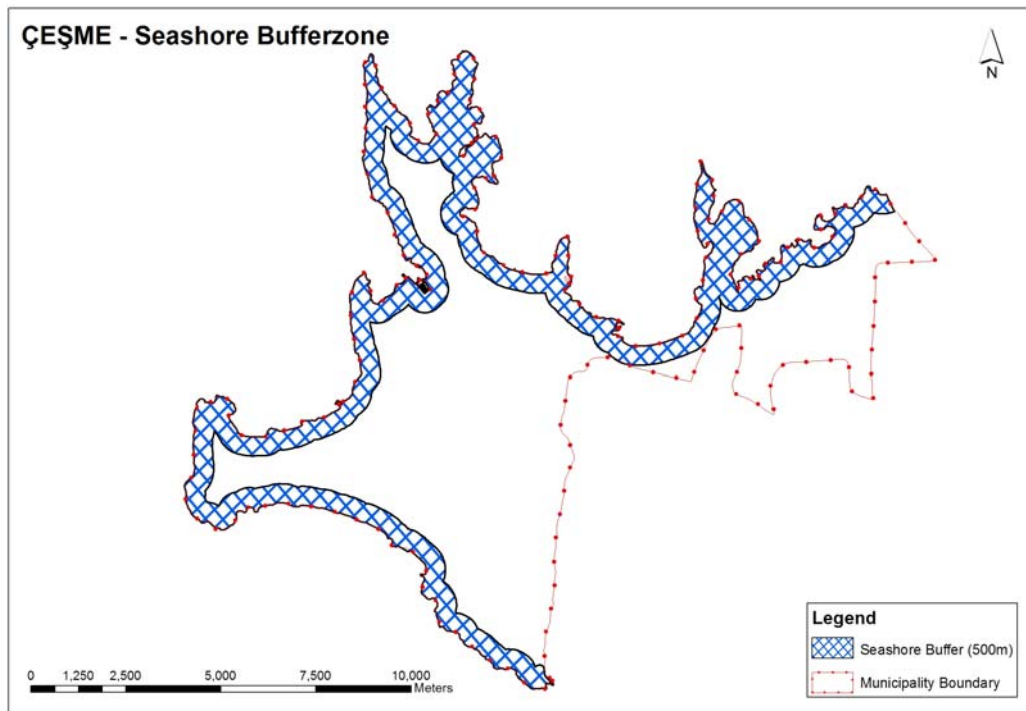 ÇEŞME - Seashore Bufferzone
N
Legend
Seashore Buffer (500m)
Municipality Boundary
0 1,250 2,500 5,000 7,500 10,000
Meters